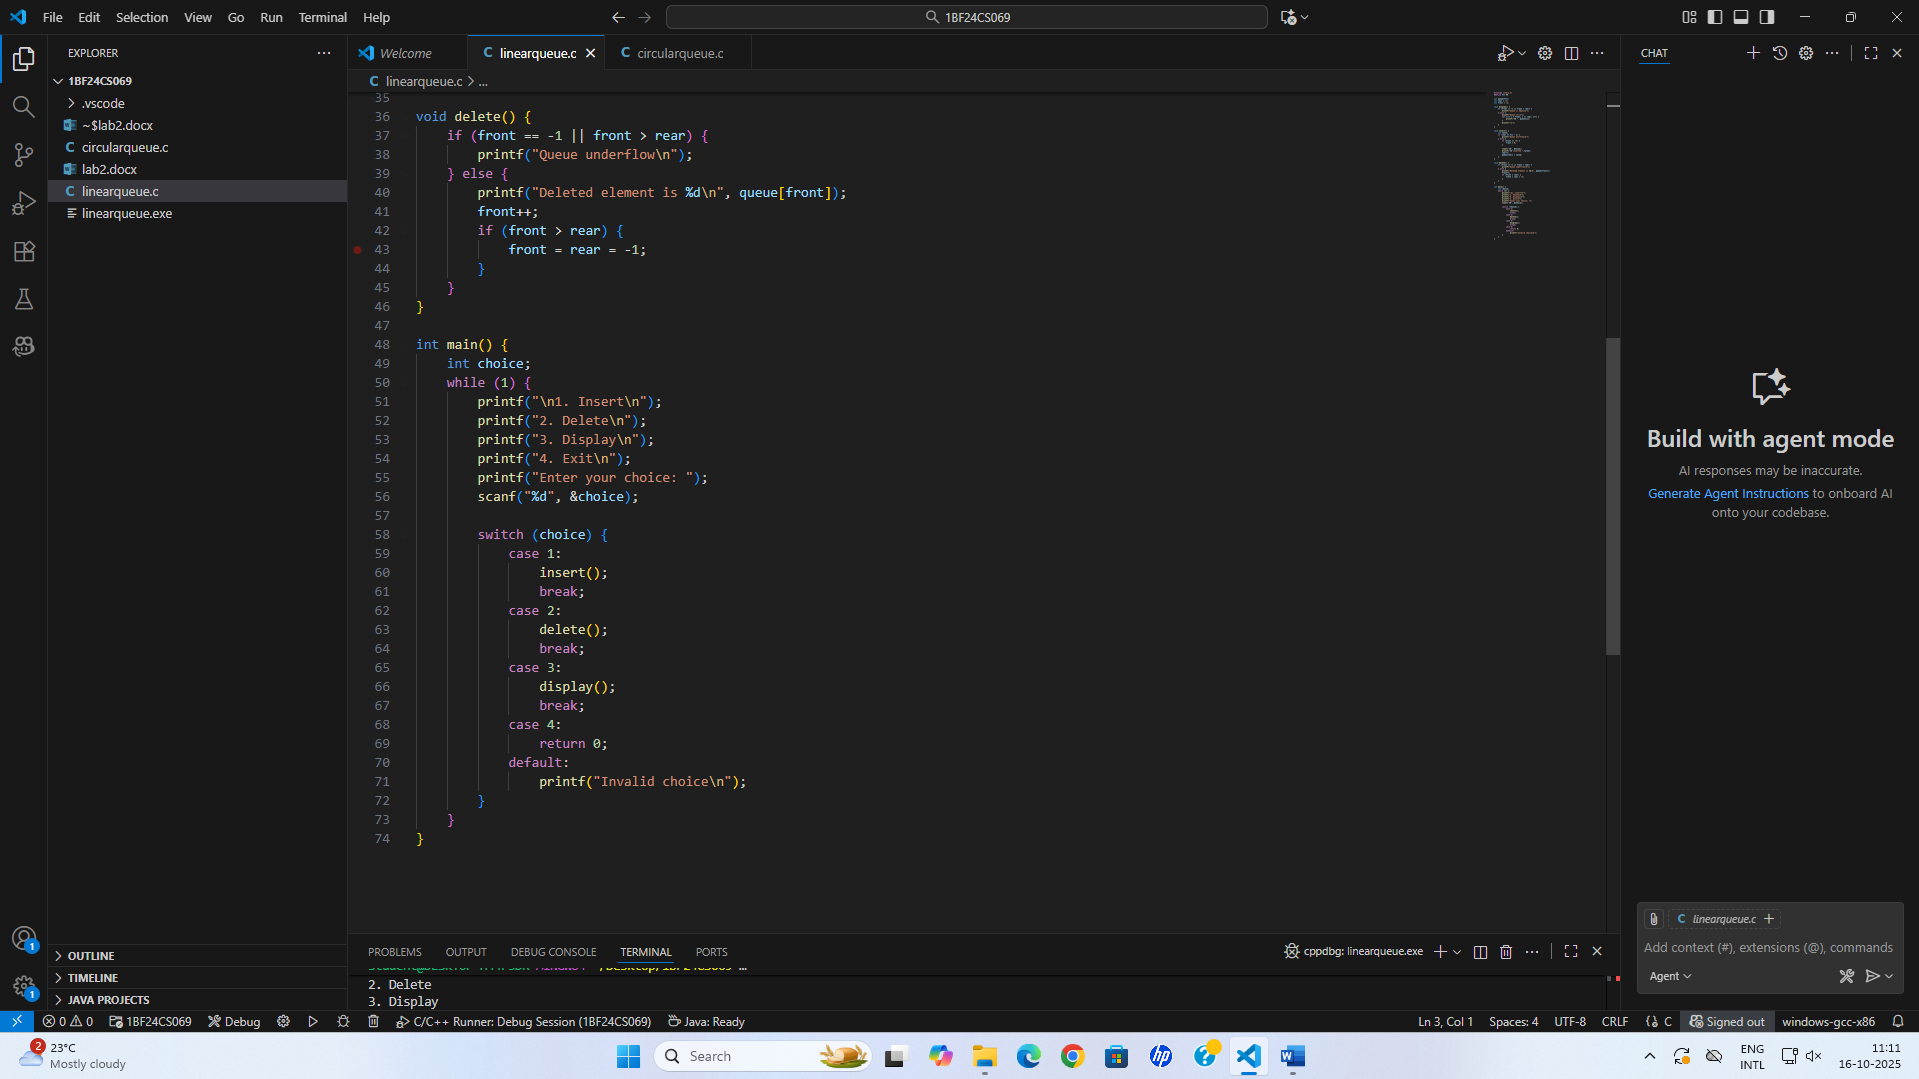 File Edit Selection View Go Run Terminal Help
1BF24CS069
EXPLORER
1BF24CS069
.vscode
~$lab2.docx
circularqueue.c
lab2.docx
linearqueue.c
linearqueue.exe
OUTLINE
TIMELINE
JAVA PROJECTS
Welcome linearqueue.c circularqueue.c
linearqueue.c > ...
35
36 void delete() {
37 if (front == -1 || front > rear) {
38 printf("Queue underflow\n");
39 } else {
40 printf("Deleted element is %d\n", queue[front]);
41 front++;
42 if (front > rear) {
43 front = rear = -1;
44 }
45 }
46 }
47
48 int main() {
49 int choice;
50 while (1) {
51 printf("\n1. Insert\n");
52 printf("2. Delete\n");
53 printf("3. Display\n");
54 printf("4. Exit\n");
55 printf("Enter your choice: ");
56 scanf("%d", &choice);
57
58 switch (choice) {
59 case 1:
60 insert();
61 break;
62 case 2:
63 delete();
64 break;
65 case 3:
66 display();
67 break;
68 case 4:
69 return 0;
70 default:
71 printf("Invalid choice\n");
72 }
73 }
74 }
PROBLEMS OUTPUT DEBUG CONSOLE TERMINAL PORTS
cppdbg: linearqueue.exe
2. Delete
3. Display
CHAT
Build with agent mode
AI responses may be inaccurate.
Generate Agent Instructions to onboard AI
onto your codebase.
linearqueue.c
Add context (#), extensions (@), commands
Agent
1
1
0 0 1BF24CS069 Debug C/C++ Runner: Debug Session (1BF24CS069) Java: Ready
Ln 3, Col 1 Spaces: 4 UTF-8 CRLF {} C Signed out windows-gcc-x86
2
23°C
Mostly cloudy
Search
ENG
INTL
11:11
16-10-2025